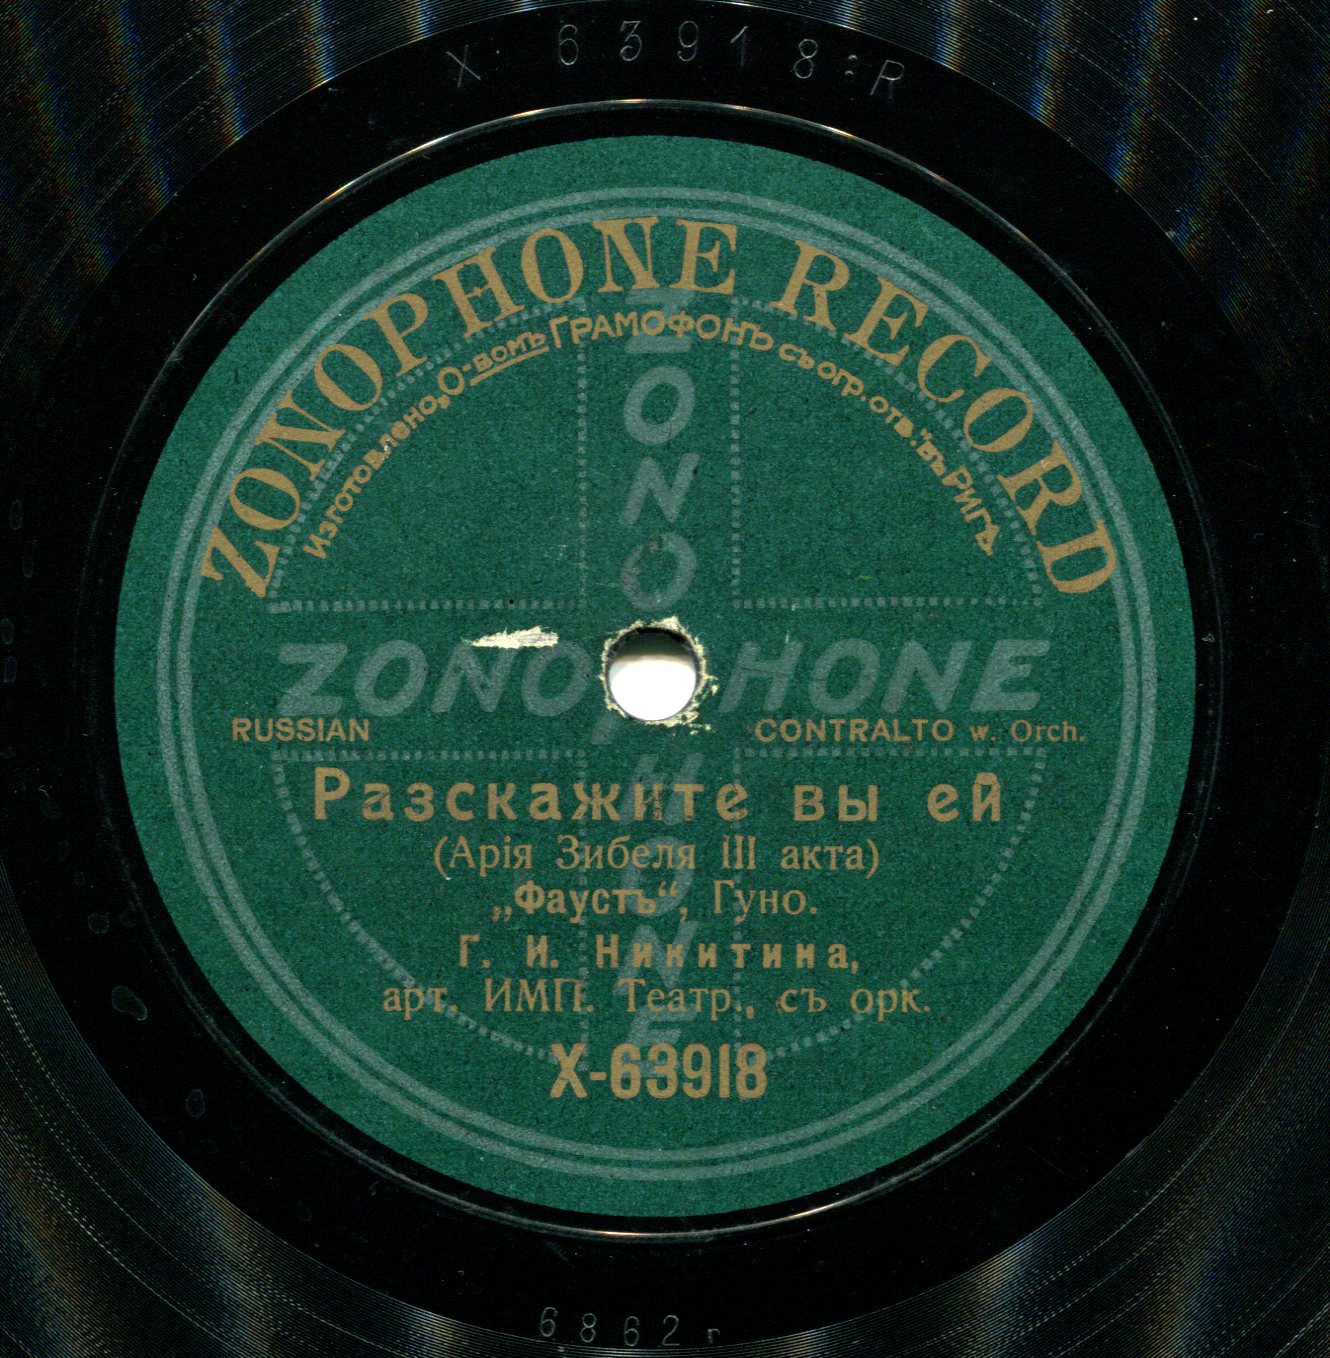 X 63918:R
ZONOPHONE RECORD
Изготовлено „О-вомъ ГРАМОФОНЪ съ огр. отв.“ въ Ригѣ
ZONOPHONE
ZONOPHONE
RUSSIAN
CONTRALTO w. Orch.
Разскажите вы ей
(Арія Зибеля III акта)
„Фаустъ“, Гуно.
Г. И. Никитина,
арт. ИМП. Театр., съ орк.
X-63918
6862r